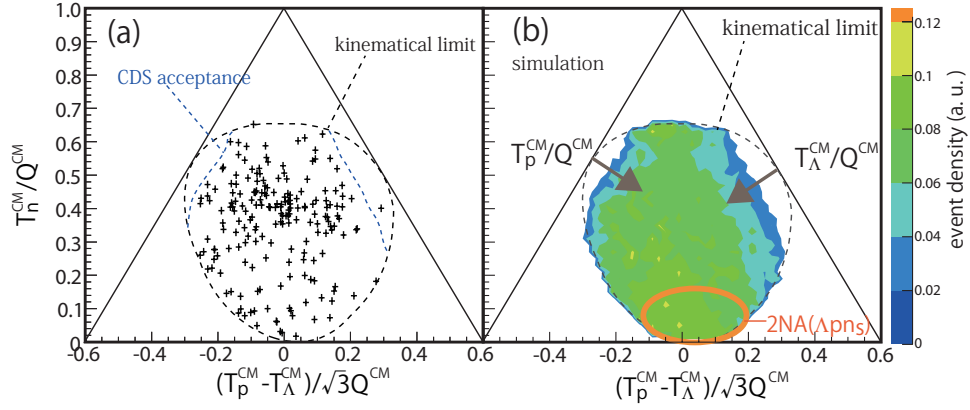 (a)
kinematical limit
CDS acceptance
T_n^CM/Q^CM
1.0
0.9
0.8
0.7
0.6
0.5
0.4
0.3
0.2
0.1
0
-0.6
-0.4
-0.2
0
0.2
0.4
(T_p^CM-T_Λ^CM)/√3Q^CM
(b)
kinematical limit
simulation
T_p^CM/Q^CM
T_Λ^CM/Q^CM
2NA(Λpn_s)
-0.6
-0.4
-0.2
0.0
0.2
0.4
0.6
(T_p^CM-T_Λ^CM)/√3Q^CM
0.12
0.1
0.08
0.06
0.04
0.02
0
event density (a. u.)